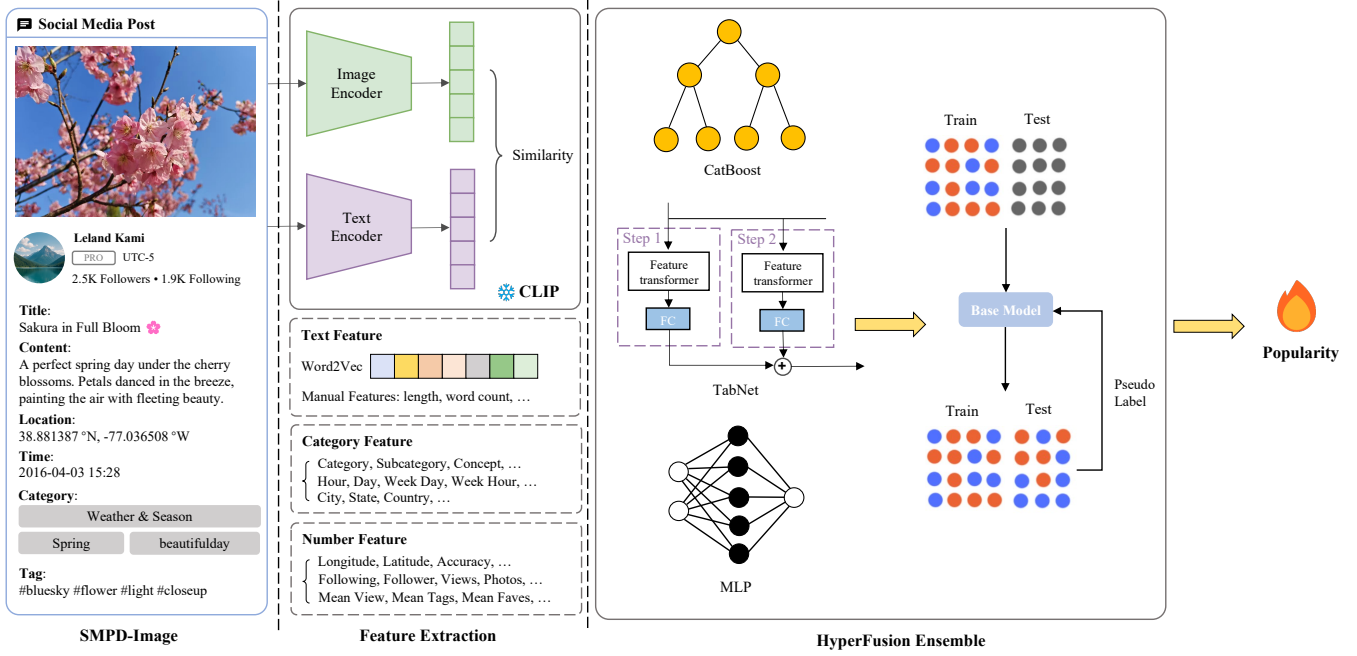 Social Media Post
Leland Kami
PRO UTC-5
2.5K Followers • 1.9K Following
Title:
Sakura in Full Bloom 🌸
Content:
A perfect spring day under the cherry
blossoms. Petals danced in the breeze,
painting the air with fleeting beauty.
Location:
38.881387 °N, -77.036508 °W
Time:
2016-04-03 15:28
Category:
Weather & Season
Spring beautifulday
Tag:
#bluesky #flower #light #closeup
SMPD-Image
Image
Encoder
Text
Encoder
Similarity
CLIP
Text Feature
Word2Vec
Manual Features: length, word count, …
Category Feature
Category, Subcategory, Concept, …
Hour, Day, Week Day, Week Hour, …
City, State, Country, …
Number Feature
Longitude, Latitude, Accuracy, …
Following, Follower, Views, Photos, …
Mean View, Mean Tags, Mean Faves, …
Feature Extraction
CatBoost
Step 1
Feature
transformer
FC
Step 2
Feature
transformer
FC
+
TabNet
MLP
Train Test
Base Model
Train Test
Pseudo
Label
HyperFusion Ensemble
Popularity